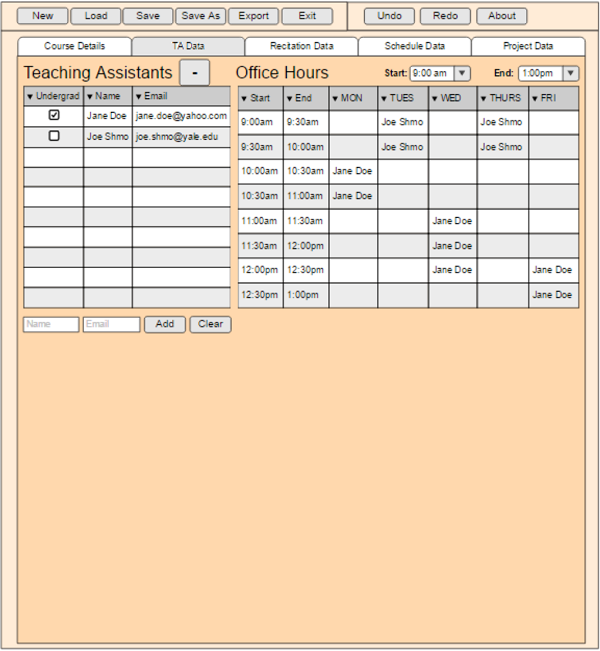 New Load Save Save As Export Exit Undo Redo About
Course Details TA Data Recitation Data Schedule Data Project Data
Teaching Assistants - Office Hours Start: 9:00 am End: 1:00pm
Undergrad Name Email
Jane Doe jane.doe@yahoo.com
Joe Shmo joe.shmo@yale.edu
Name Email Add Clear
Start End MON TUES WED THURS FRI
9:00am 9:30am Joe Shmo Joe Shmo
9:30am 10:00am Joe Shmo Joe Shmo
10:00am 10:30am Jane Doe
10:30am 11:00am Jane Doe
11:00am 11:30am Jane Doe
11:30am 12:00pm Jane Doe
12:00pm 12:30pm Jane Doe Jane Doe
12:30pm 1:00pm Jane Doe